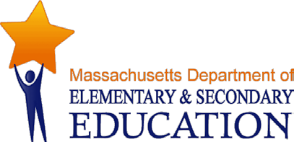 Massachusetts Department of
ELEMENTARY & SECONDARY
EDUCATION